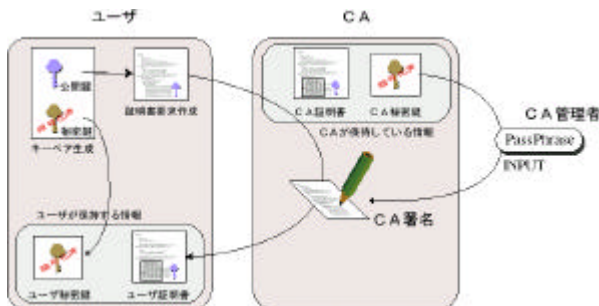 ユーザ
CA
公開鍵
秘密鍵
キーペア生成
証明書要求作成
CA証明書
CA秘密鍵
CAが保持している情報
CA管理者
PassPhrase
INPUT
CA署名
ユーザが保持する情報
ユーザ秘密鍵
ユーザ証明書